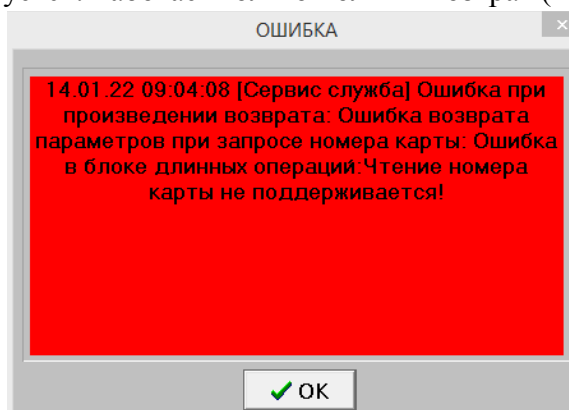 ОШИБКА
14.01.22 09:04:08 [Сервис служба] Ошибка при
произведении возврата: Ошибка возврата
параметров при запросе номера карты: Ошибка
в блоке длинных операций:Чтение номера
карты не поддерживается!
OK